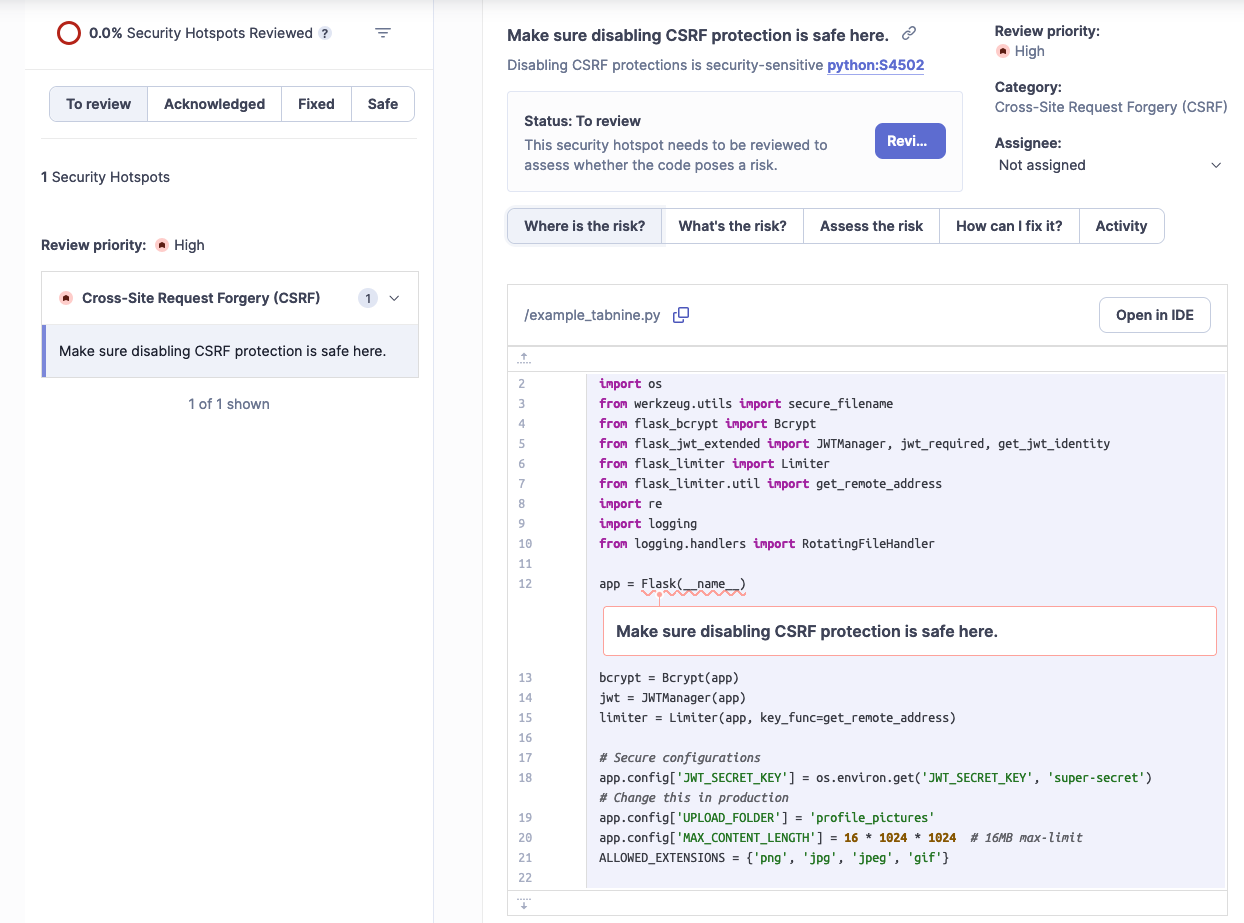 0.0% Security Hotspots Reviewed ?
To review Acknowledged Fixed Safe
1 Security Hotspots
Review priority: High
Cross-Site Request Forgery (CSRF) 1
Make sure disabling CSRF protection is safe here.
1 of 1 shown
Make sure disabling CSRF protection is safe here.
Disabling CSRF protections is security-sensitive python:S4502
Status: To review
This security hotspot needs to be reviewed to
assess whether the code poses a risk.
Revi...
Review priority:
High
Category:
Cross-Site Request Forgery (CSRF)
Assignee:
Not assigned
Where is the risk? What's the risk? Assess the risk How can I fix it? Activity
/example_tabnine.py
Open in IDE
2 import os
3 from werkzeug.utils import secure_filename
4 from flask_bcrypt import Bcrypt
5 from flask_jwt_extended import JWTManager, jwt_required, get_jwt_identity
6 from flask_limiter import Limiter
7 from flask_limiter.util import get_remote_address
8 import re
9 import logging
10 from logging.handlers import RotatingFileHandler
11
12 app = Flask(__name__)
Make sure disabling CSRF protection is safe here.
13 bcrypt = Bcrypt(app)
14 jwt = JWTManager(app)
15 limiter = Limiter(app, key_func=get_remote_address)
16
17 # Secure configurations
18 app.config['JWT_SECRET_KEY'] = os.environ.get('JWT_SECRET_KEY', 'super-secret')
# Change this in production
19 app.config['UPLOAD_FOLDER'] = 'profile_pictures'
20 app.config['MAX_CONTENT_LENGTH'] = 16 * 1024 * 1024 # 16MB max-limit
21 ALLOWED_EXTENSIONS = {'png', 'jpg', 'jpeg', 'gif'}
22